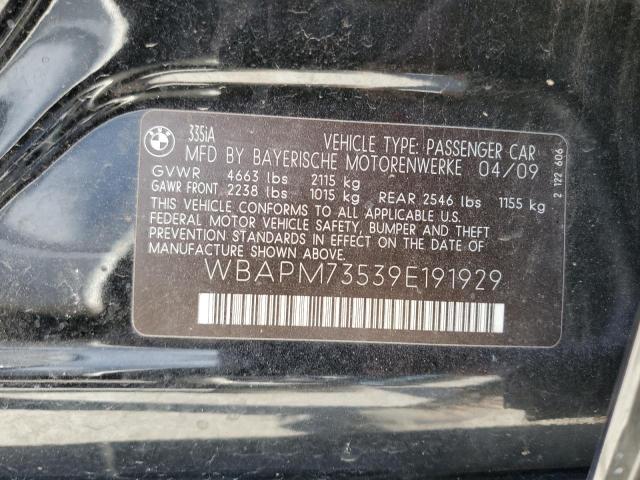 BMW
335iA
VEHICLE TYPE: PASSENGER CAR
MFD BY BAYERISCHE MOTORENWERKE 04/09
GVWR 4663 lbs 2115 kg
GAWR FRONT 2238 lbs 1015 kg REAR 2546 lbs 1155 kg
THIS VEHICLE CONFORMS TO ALL APPLICABLE U.S.
FEDERAL MOTOR VEHICLE SAFETY, BUMPER AND THEFT
PREVENTION STANDARDS IN EFFECT ON THE DATE OF
MANUFACTURE SHOWN ABOVE.
WBAPM73539E191929
2 122 606